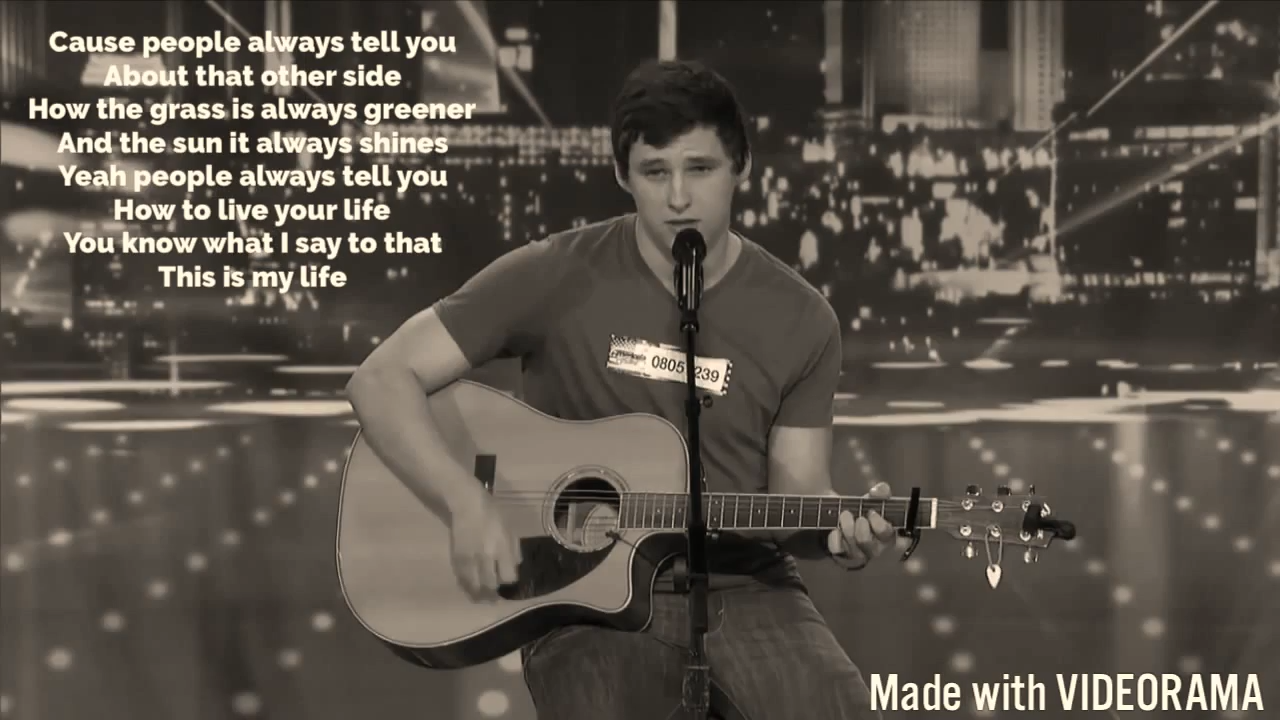 Cause people always tell you
About that other side
How the grass is always greener
And the sun it always shines
Yeah people always tell you
How to live your life
You know what I say to that
This is my life
Made with VIDEORAMA